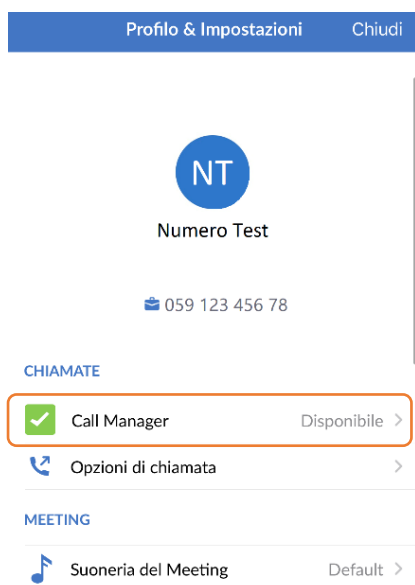 Profilo & Impostazioni Chiudi
NT
Numero Test
059 123 456 78
CHIAMATE
Call Manager Disponibile
Opzioni di chiamata
MEETING
Suoneria del Meeting Default